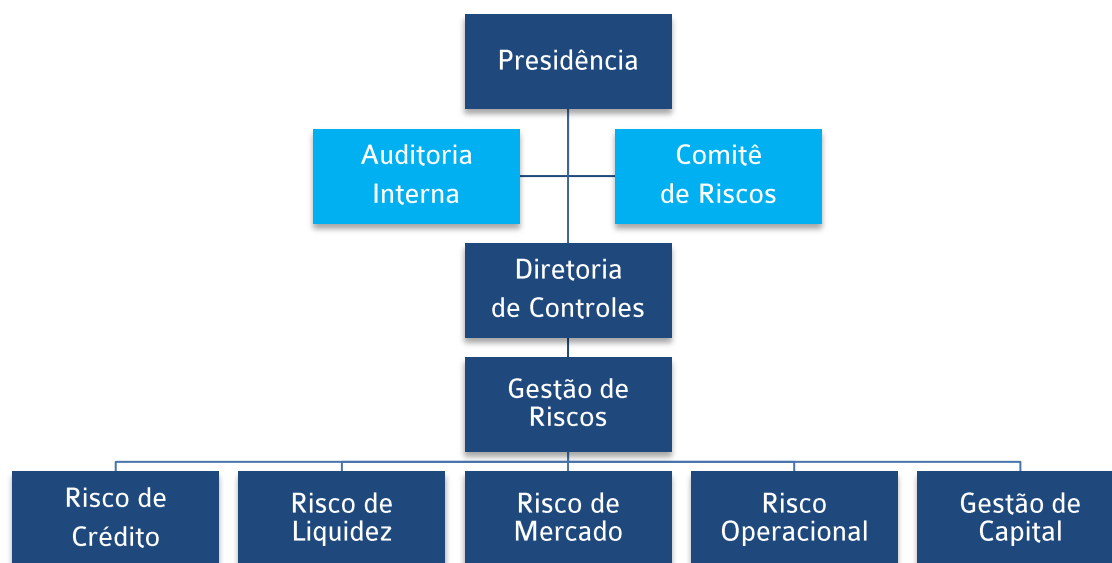 Presidência
Auditoria
Interna
Comitê
de Riscos
Diretoria
de Controles
Gestão de
Riscos
Risco de
Crédito
Risco de
Liquidez
Risco de
Mercado
Risco
Operacional
Gestão de
Capital